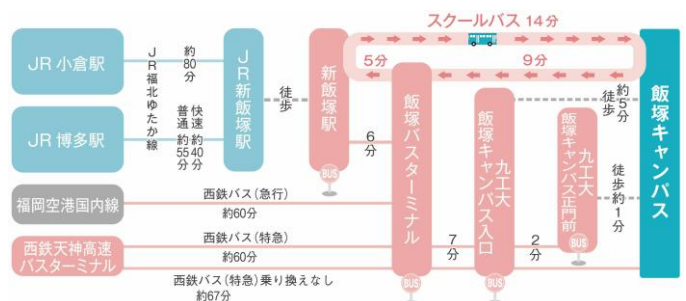 スクールバス 14分
JR 小倉駅
約80分
JR福北ゆたか線
JR新飯塚駅
徒歩
新飯塚駅
BUS
5分
9分
JR 博多駅
快速 約40分
普通 約55分
6分
飯塚バスターミナル
BUS
九工大
飯塚キャンパス入口
BUS
徒歩
約5分
九工大
飯塚キャンパス正門前
BUS
徒歩約1分
飯塚キャンパス
福岡空港国内線
西鉄バス(急行)
約60分
西鉄天神高速
バスターミナル
西鉄バス(特急)
約60分
7分
2分
西鉄バス(特急)乗り換えなし
約67分